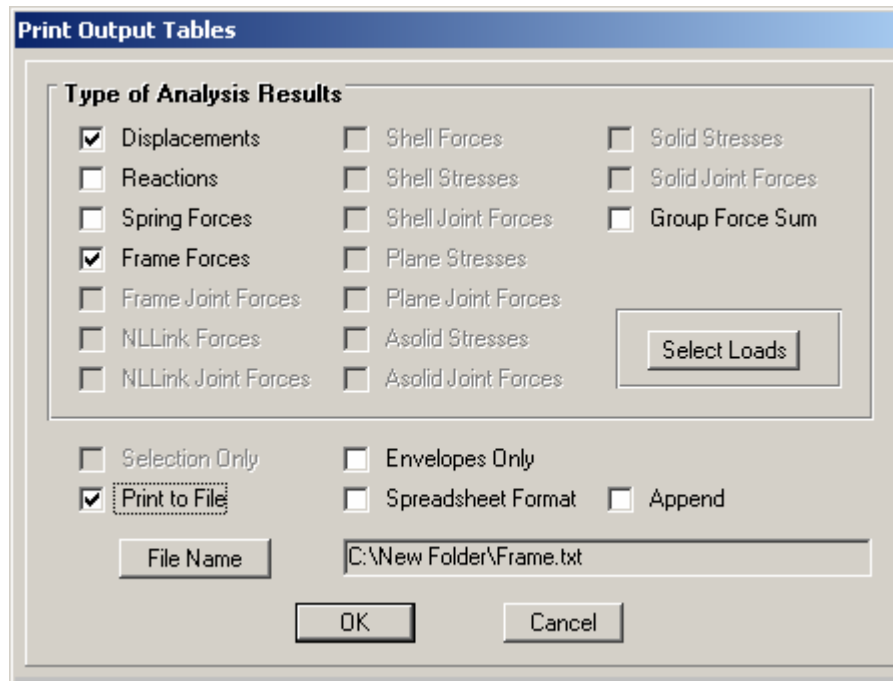 Print Output Tables
Type of Analysis Results
Displacements Shell Forces Solid Stresses
Reactions Shell Stresses Solid Joint Forces
Spring Forces Shell Joint Forces Group Force Sum
Frame Forces Plane Stresses
Frame Joint Forces Plane Joint Forces
NLLink Forces Asolid Stresses Select Loads
NLLink Joint Forces Asolid Joint Forces
Selection Only Envelopes Only
Print to File Spreadsheet Format Append
File Name C:\New Folder\Frame.txt
OK Cancel